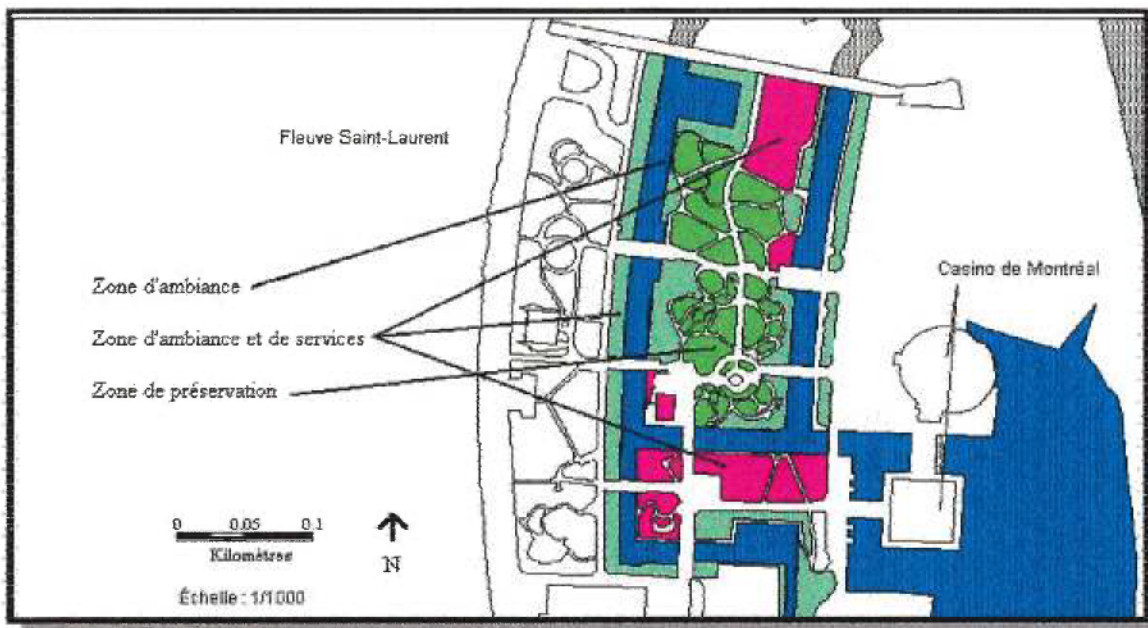 Fleuve Saint-Laurent
Casino de Montréal
Zone d'ambiance
Zone d'ambiance et de services
Zone de préservation
0 0.05 0.1
Kilomètres
N
Échelle : 1/1000